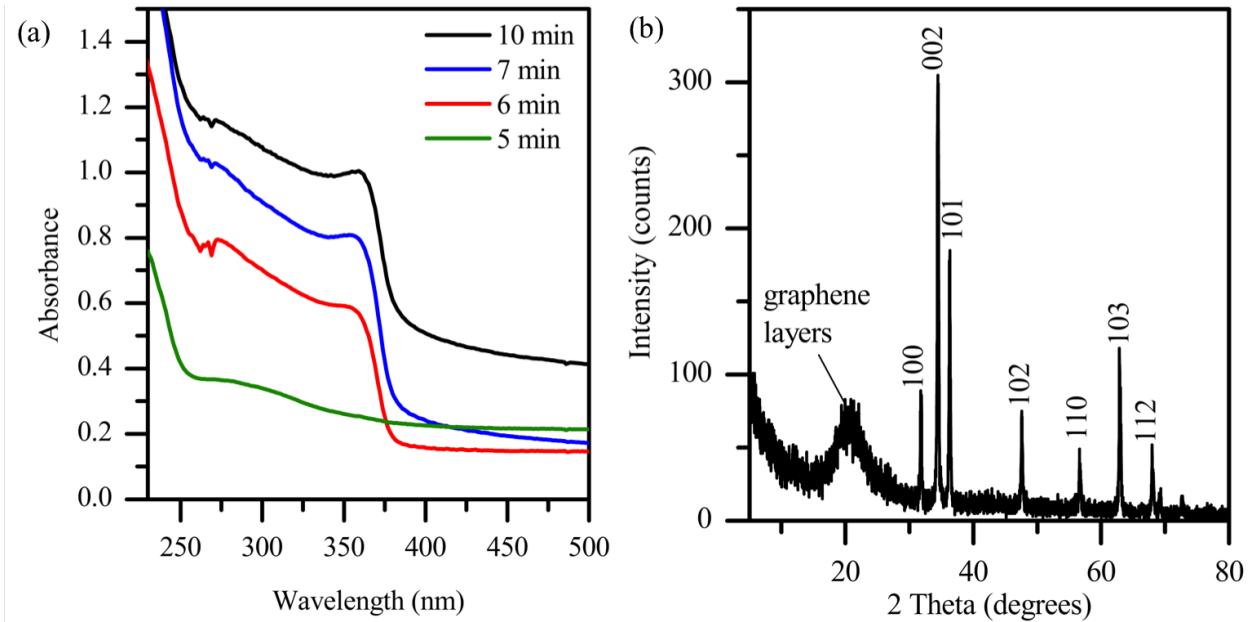 (a)
1.4
1.2
1.0
0.8
0.6
0.4
0.2
0.0
Absorbance
10 min
7 min
6 min
5 min
250 300 350 400 450 500
Wavelength (nm)
(b)
300
200
100
0
Intensity (counts)
graphene
layers
100
002
101
102
110
103
112
20 40 60 80
2 Theta (degrees)